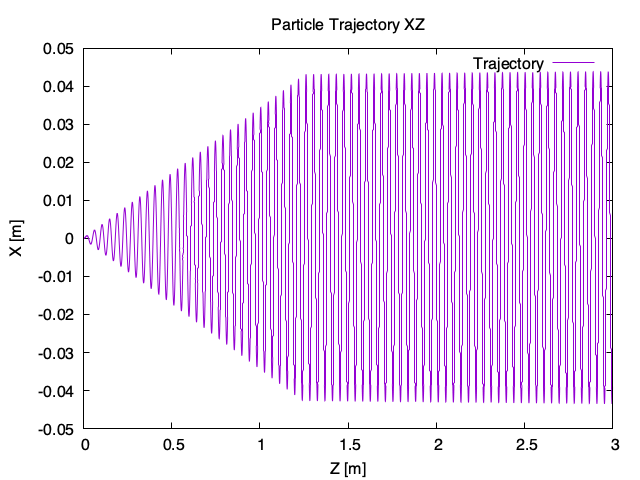 Particle Trajectory XZ
Trajectory
0.05
0.04
0.03
0.02
0.01
0
-0.01
-0.02
-0.03
-0.04
-0.05
X [m]
0 0.5 1 1.5 2 2.5 3
Z [m]